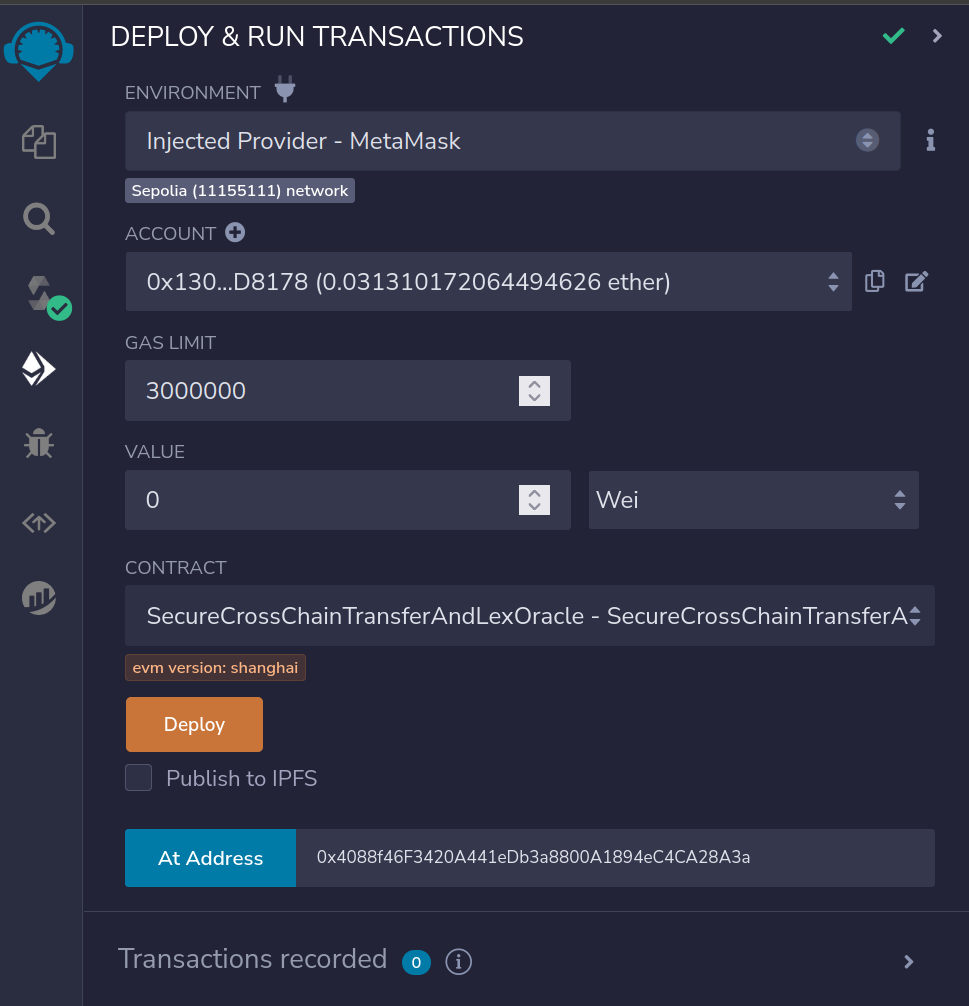 DEPLOY & RUN TRANSACTIONS
ENVIRONMENT
Injected Provider - MetaMask
Sepolia (11155111) network
ACCOUNT
0x130...D8178 (0.031310172064494626 ether)
GAS LIMIT
3000000
VALUE
0 Wei
CONTRACT
SecureCrossChainTransferAndLexOracle - SecureCrossChainTransferA
evm version: shanghai
Deploy
Publish to IPFS
At Address 0x4088f46F3420A441eDb3a8800A1894eC4CA28A3a
Transactions recorded 0